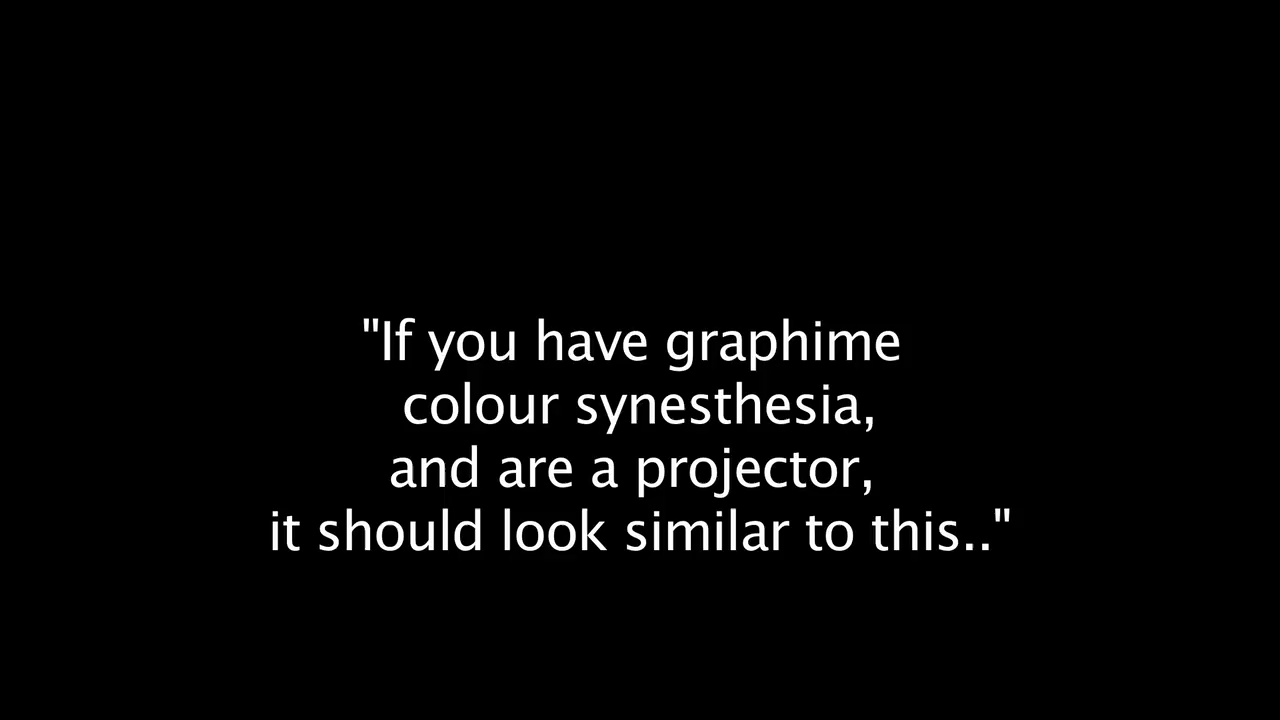 "If you have graphime
colour synesthesia,
and are a projector,
it should look similar to this.."